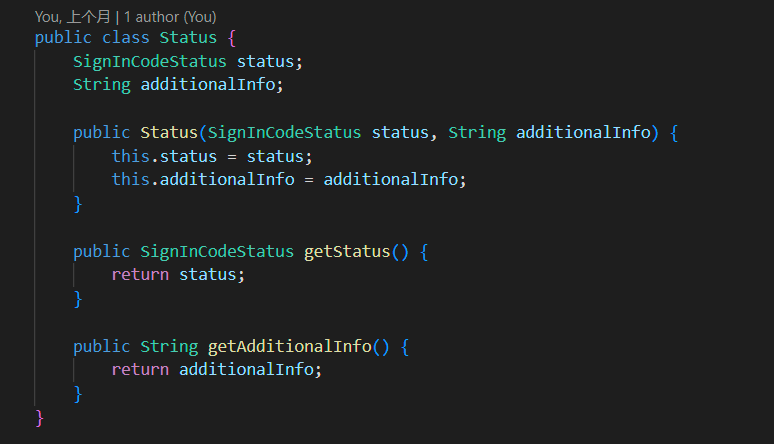 You, 上个月 | 1 author (You)
public class Status {
    SignInCodeStatus status;
    String additionalInfo;

    public Status(SignInCodeStatus status, String additionalInfo) {
        this.status = status;
        this.additionalInfo = additionalInfo;
    }

    public SignInCodeStatus getStatus() {
        return status;
    }

    public String getAdditionalInfo() {
        return additionalInfo;
    }
}